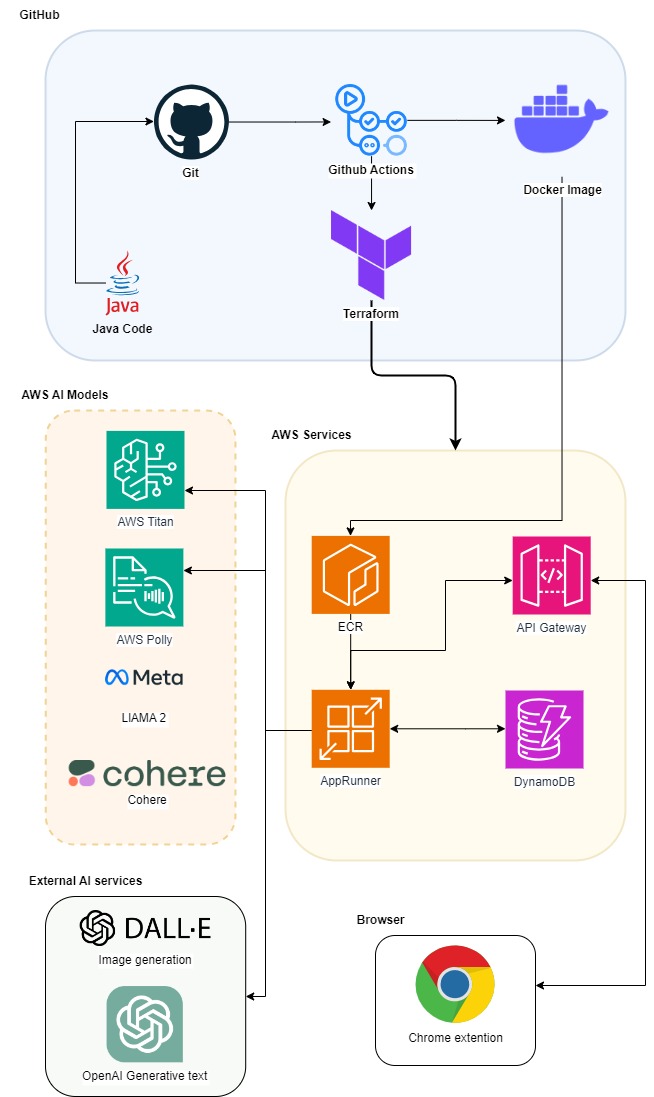 GitHub
Git
Github Actions
Docker Image
Java
Java Code
Terraform
AWS AI Models
AWS Services
AWS Titan
AWS Polly
Meta
LIAMA 2
cohere
Cohere
ECR
</>
API Gateway
AppRunner
DynamoDB
External AI services
DALL·E
Image generation
OpenAI Generative text
Browser
Chrome extention